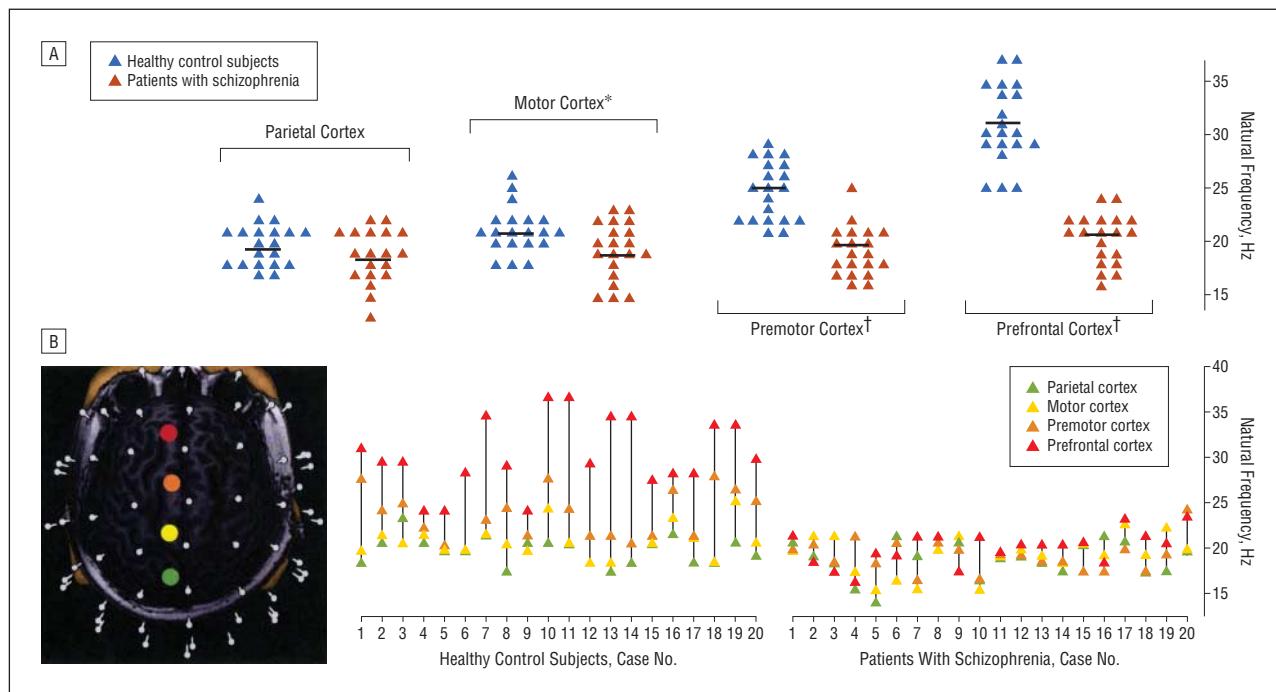 A
Healthy control subjects
Patients with schizophrenia
Parietal Cortex
Motor Cortex*
Premotor Cortex†
Prefrontal Cortex†
35
30
25
20
15
Natural Frequency, Hz
B
Parietal cortex
Motor cortex
Premotor cortex
Prefrontal cortex
40
35
30
25
20
15
Natural Frequency, Hz
1 2 3 4 5 6 7 8 9 10 11 12 13 14 15 16 17 18 19 20
Healthy Control Subjects, Case No.
1 2 3 4 5 6 7 8 9 10 11 12 13 14 15 16 17 18 19 20
Patients With Schizophrenia, Case No.